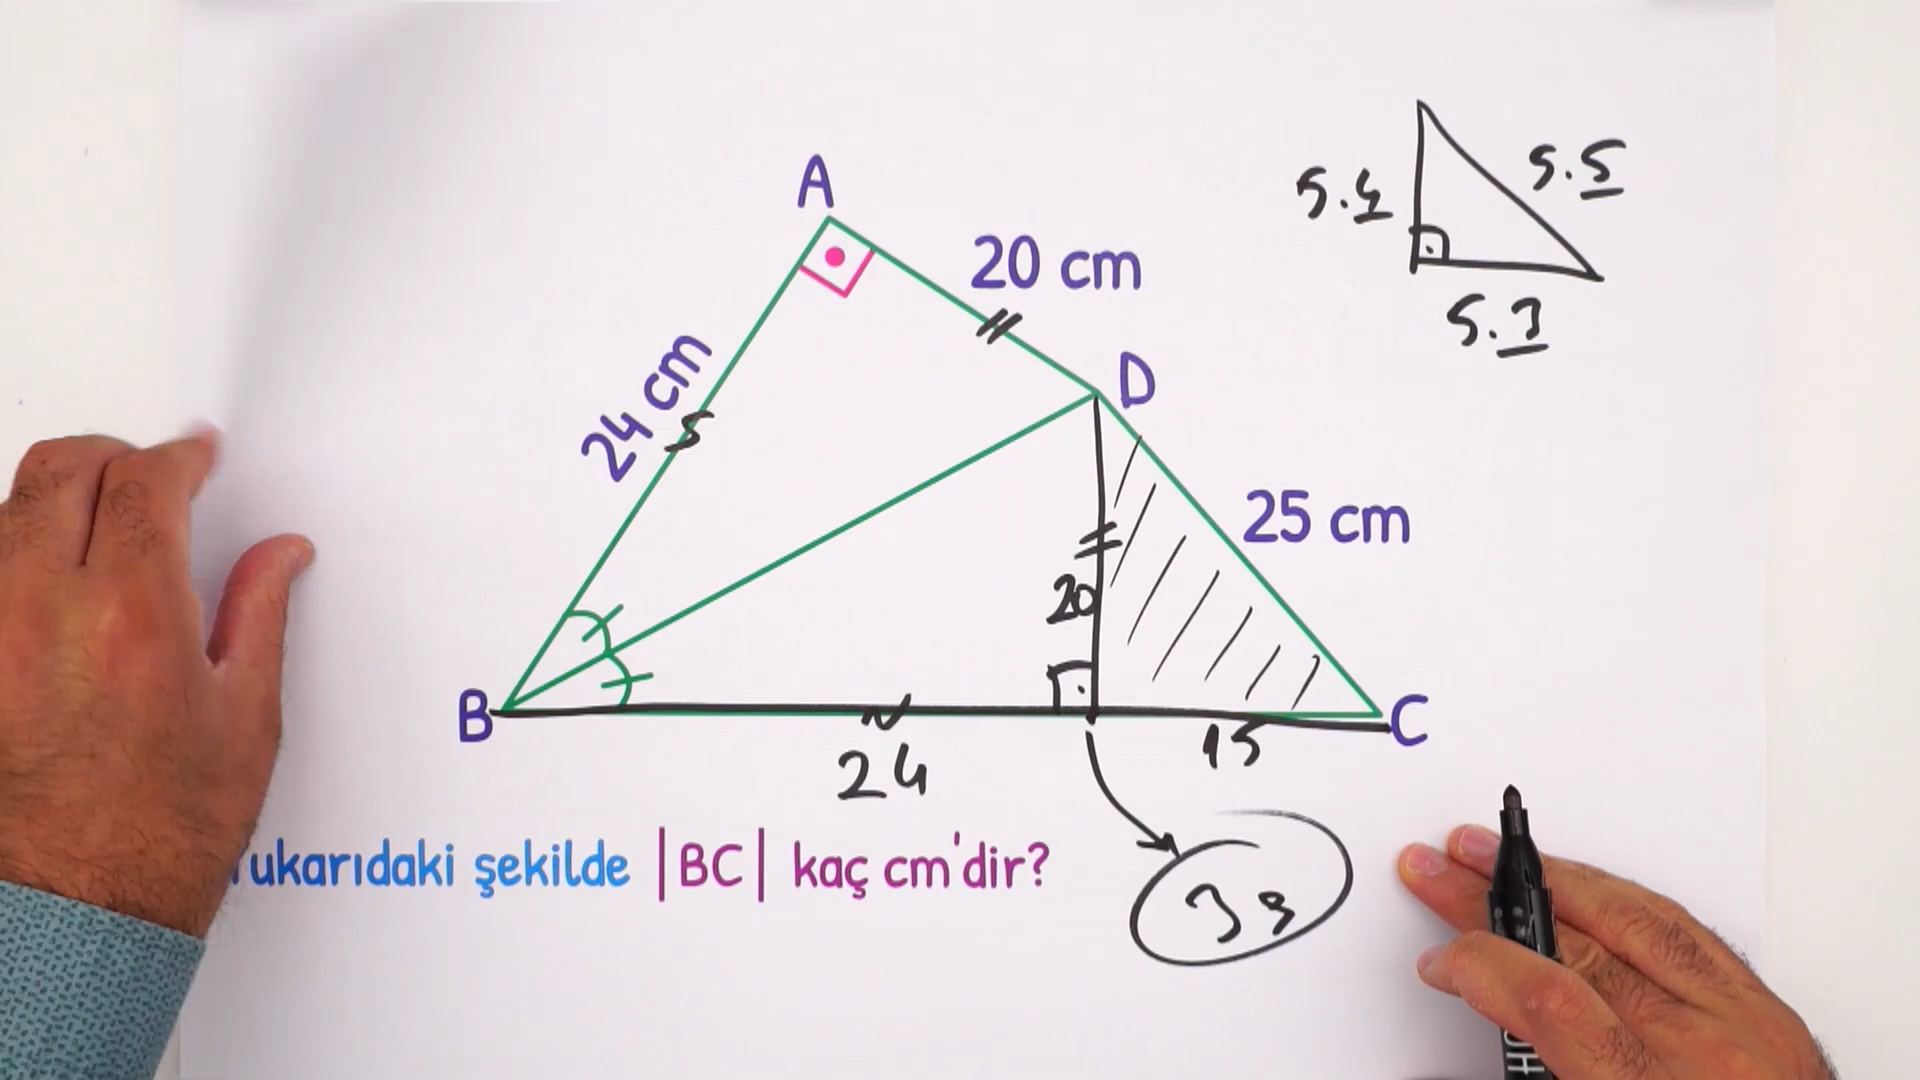 A
20 cm
5.4
5.5
5.3
D
24 cm
25 cm
20
B
C
24
15
ukarıdaki şekilde |BC| kaç cm'dir?
39